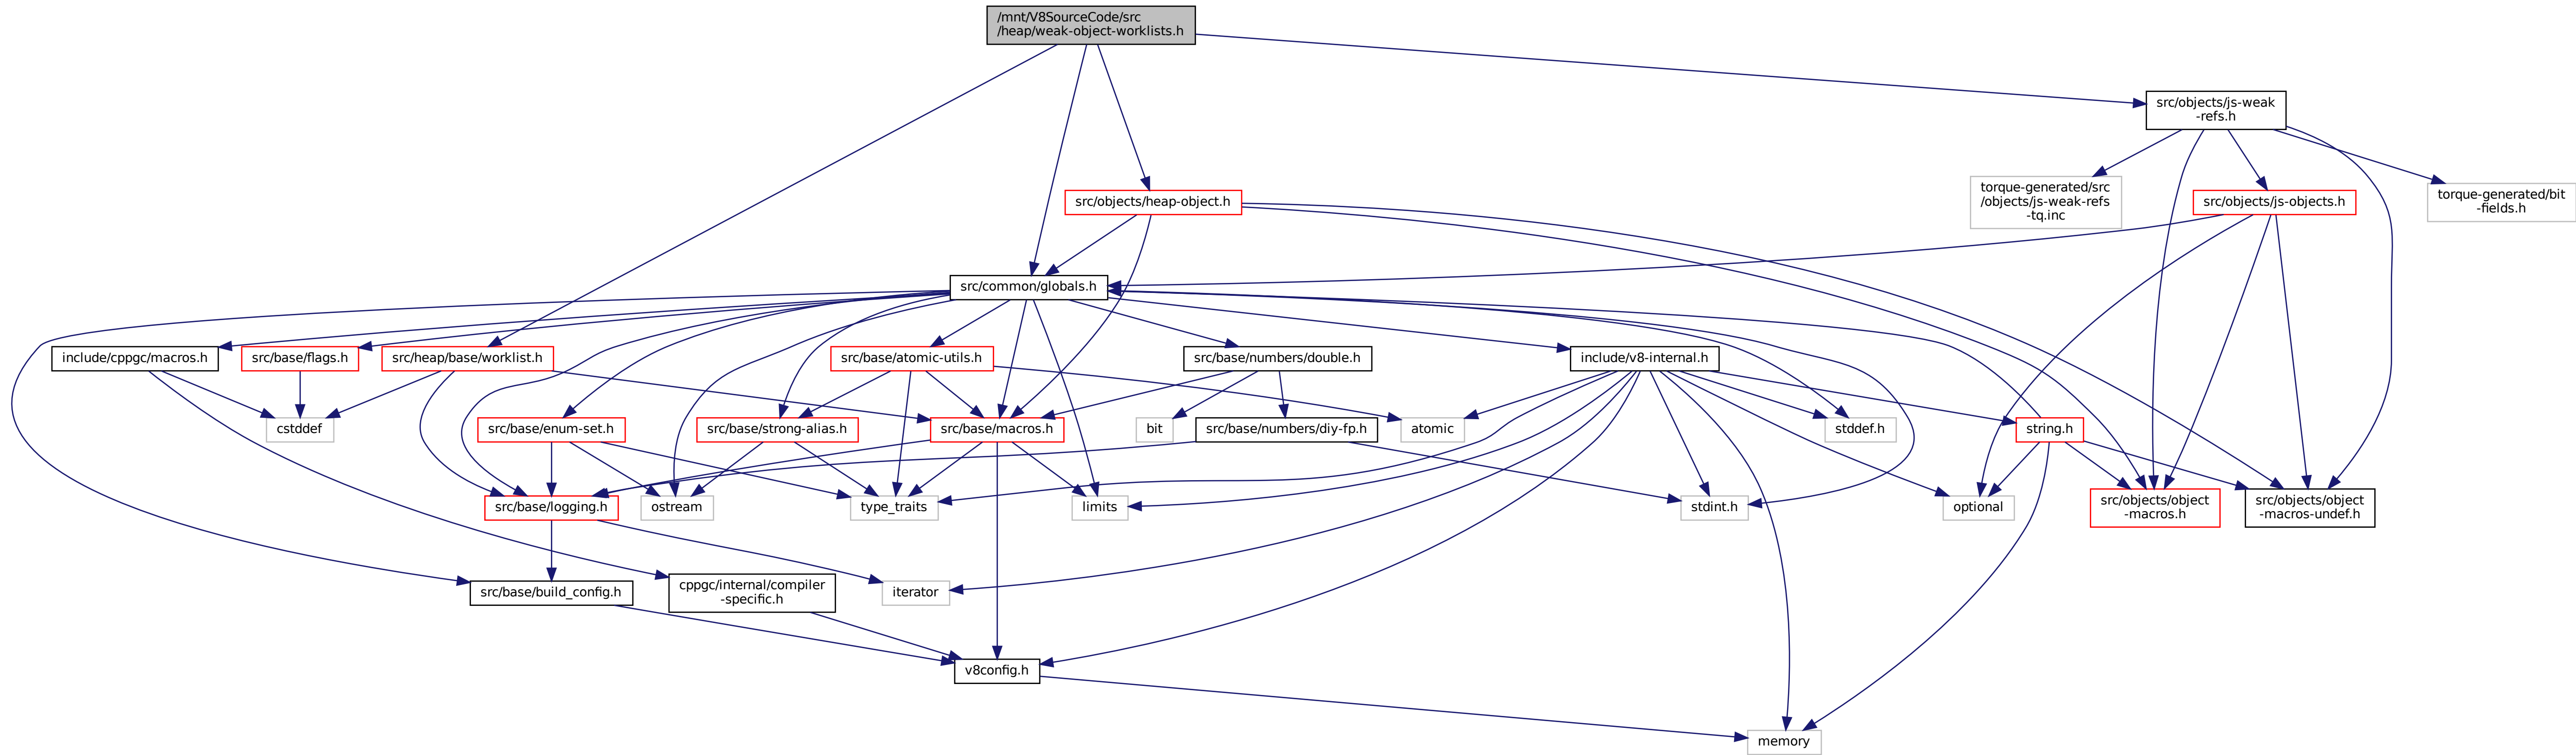 /mnt/V8SourceCode/src
/heap/weak-object-worklists.h
src/objects/js-weak
-refs.h
torque-generated/src
/objects/js-weak-refs
-tq.inc
src/objects/heap-object.h
src/objects/js-objects.h
torque-generated/bit
-fields.h
src/common/globals.h
include/cppgc/macros.h
src/base/flags.h
src/heap/base/worklist.h
src/base/atomic-utils.h
src/base/numbers/double.h
include/v8-internal.h
cstddef
src/base/enum-set.h
src/base/strong-alias.h
src/base/macros.h
bit
src/base/numbers/diy-fp.h
atomic
stddef.h
string.h
src/base/logging.h
ostream
type_traits
limits
stdint.h
optional
src/objects/object
-macros.h
src/objects/object
-macros-undef.h
src/base/build_config.h
cppgc/internal/compiler
-specific.h
iterator
v8config.h
memory